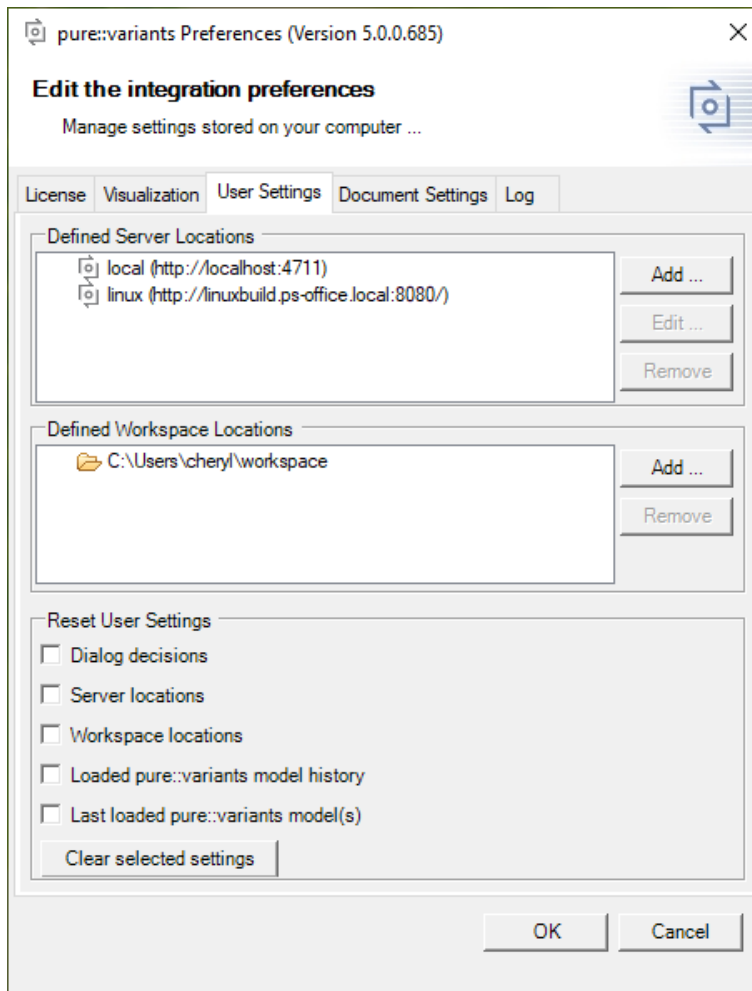 pure::variants Preferences (Version 5.0.0.685)
Edit the integration preferences
Manage settings stored on your computer ...
License Visualization User Settings Document Settings Log
Defined Server Locations
local (http://localhost:4711)
linux (http://linuxbuild.ps-office.local:8080/)
Add ...
Edit ...
Remove
Defined Workspace Locations
C:\Users\cheryl\workspace
Add ...
Remove
Reset User Settings
Dialog decisions
Server locations
Workspace locations
Loaded pure::variants model history
Last loaded pure::variants model(s)
Clear selected settings
OK Cancel